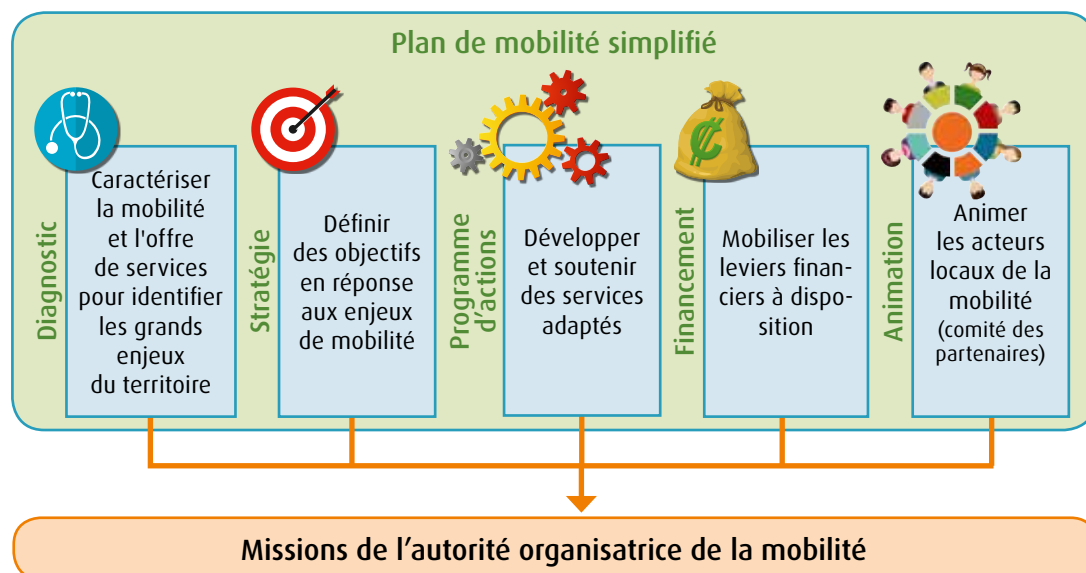 Plan de mobilité simplifié
Diagnostic
Caractériser
la mobilité
et l'offre
de services
pour identifier
les grands
enjeux
du territoire
Stratégie
Définir
des objectifs
en réponse
aux enjeux
de mobilité
Programme
d'actions
Développer
et soutenir
des services
adaptés
Financement
Mobiliser les
leviers finan-
ciers à dispo-
sition
Animation
Animer
les acteurs
locaux de la
mobilité
(comité des
partenaires)
Missions de l'autorité organisatrice de la mobilité